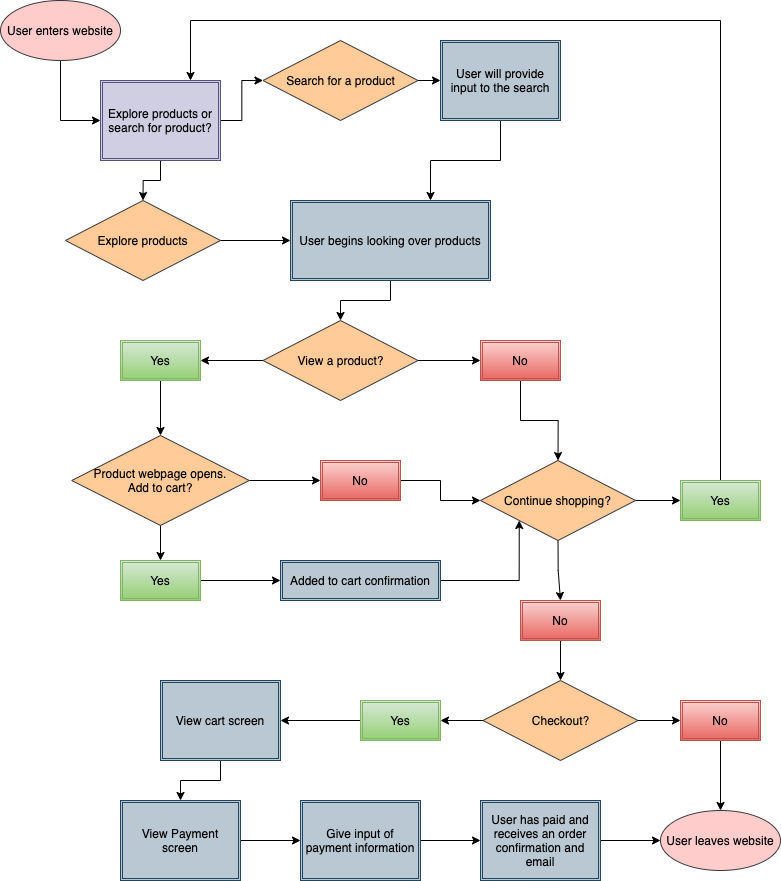 User enters website
Explore products or
search for product?
Search for a product
User will provide
input to the search
Explore products
User begins looking over products
Yes
View a product?
No
Product webpage opens.
Add to cart?
No
Continue shopping?
Yes
Yes
Added to cart confirmation
No
View cart screen
Yes
Checkout?
No
View Payment
screen
Give input of
payment information
User has paid and
receives an order
confirmation and
email
User leaves website